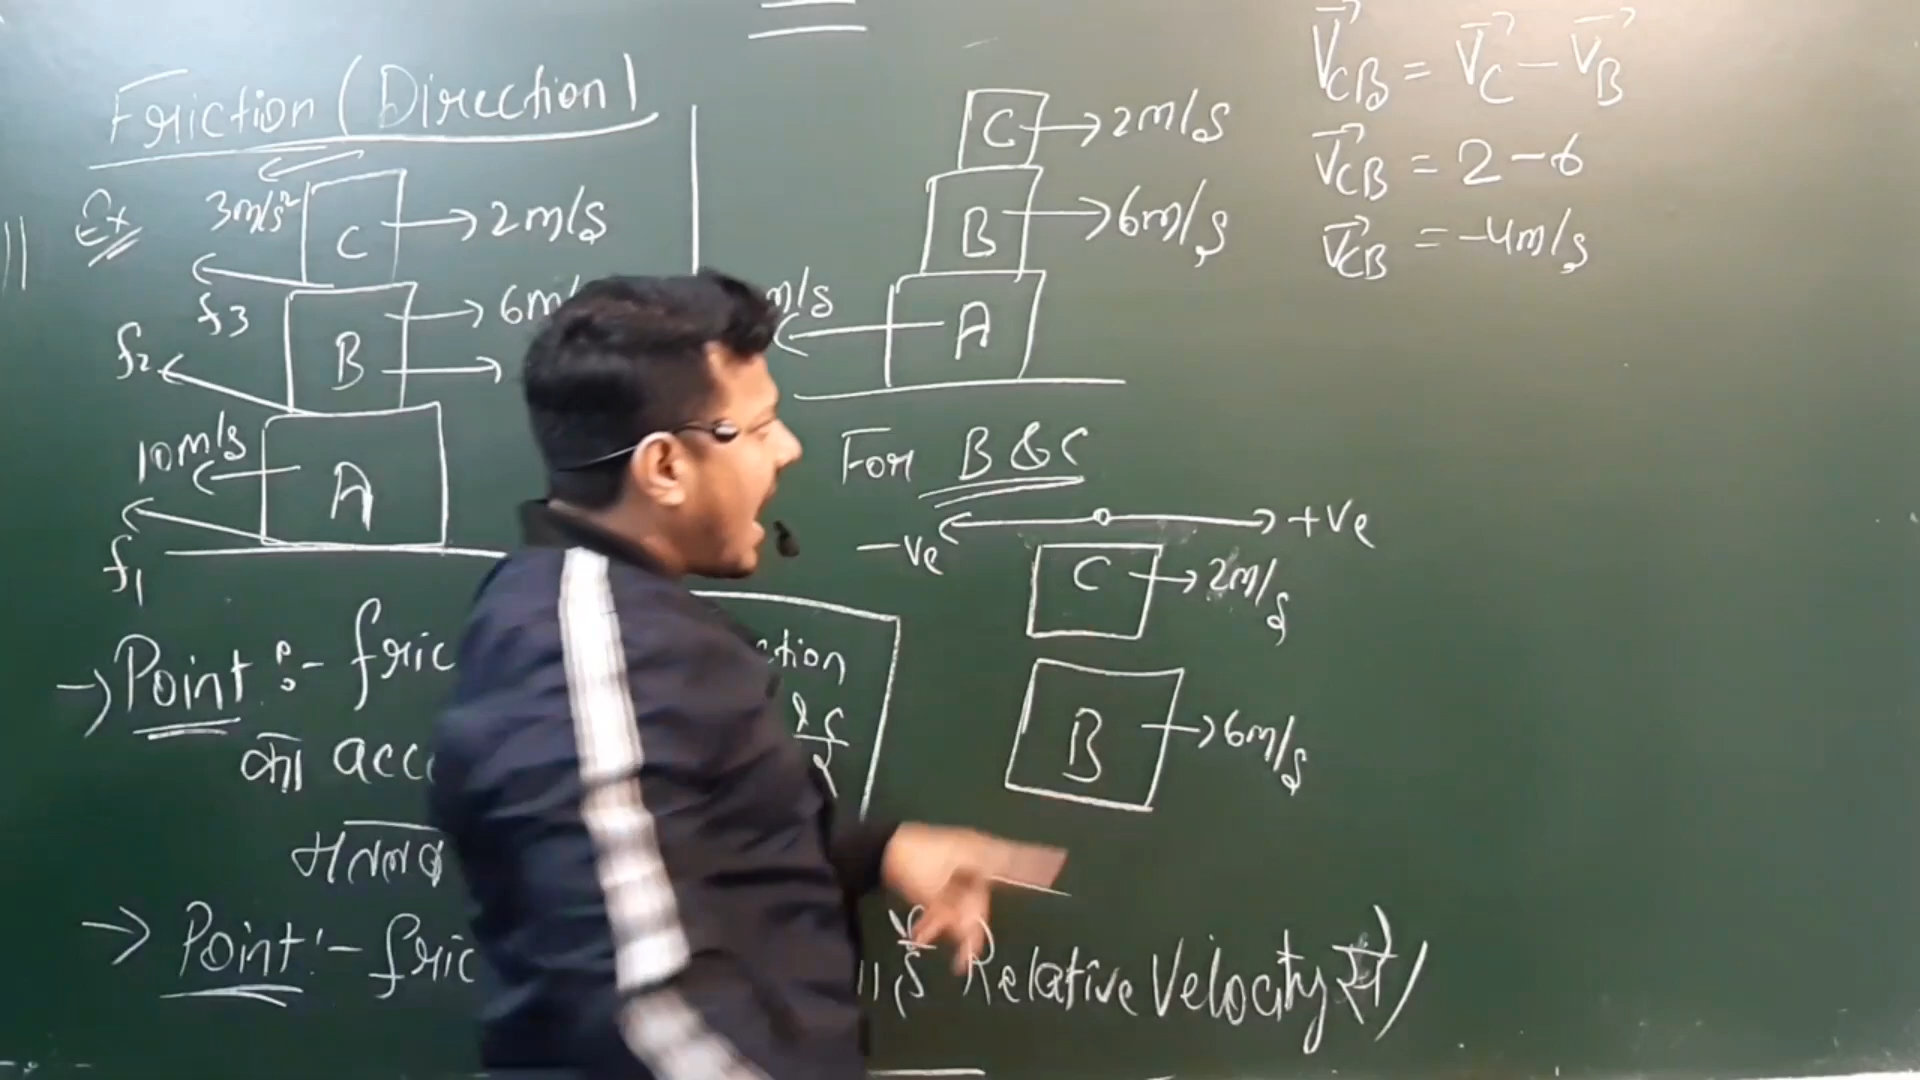 Friction (Direction)
Ex
3m/s²
C
2m/s
f3
6m/
B
f2
10m/s
A
f1
→ Point :- fric
ction
का acc
मतलब
→ Point :- fric
Relative Velocity से)
C → 2m/s
B → 6m/s
m/s
A
For B & C
-ve
+ve
C → 2m/s
B → 6m/s
V⃗CB = V⃗C - V⃗B
V⃗CB = 2 - 6
V⃗CB = -4m/s